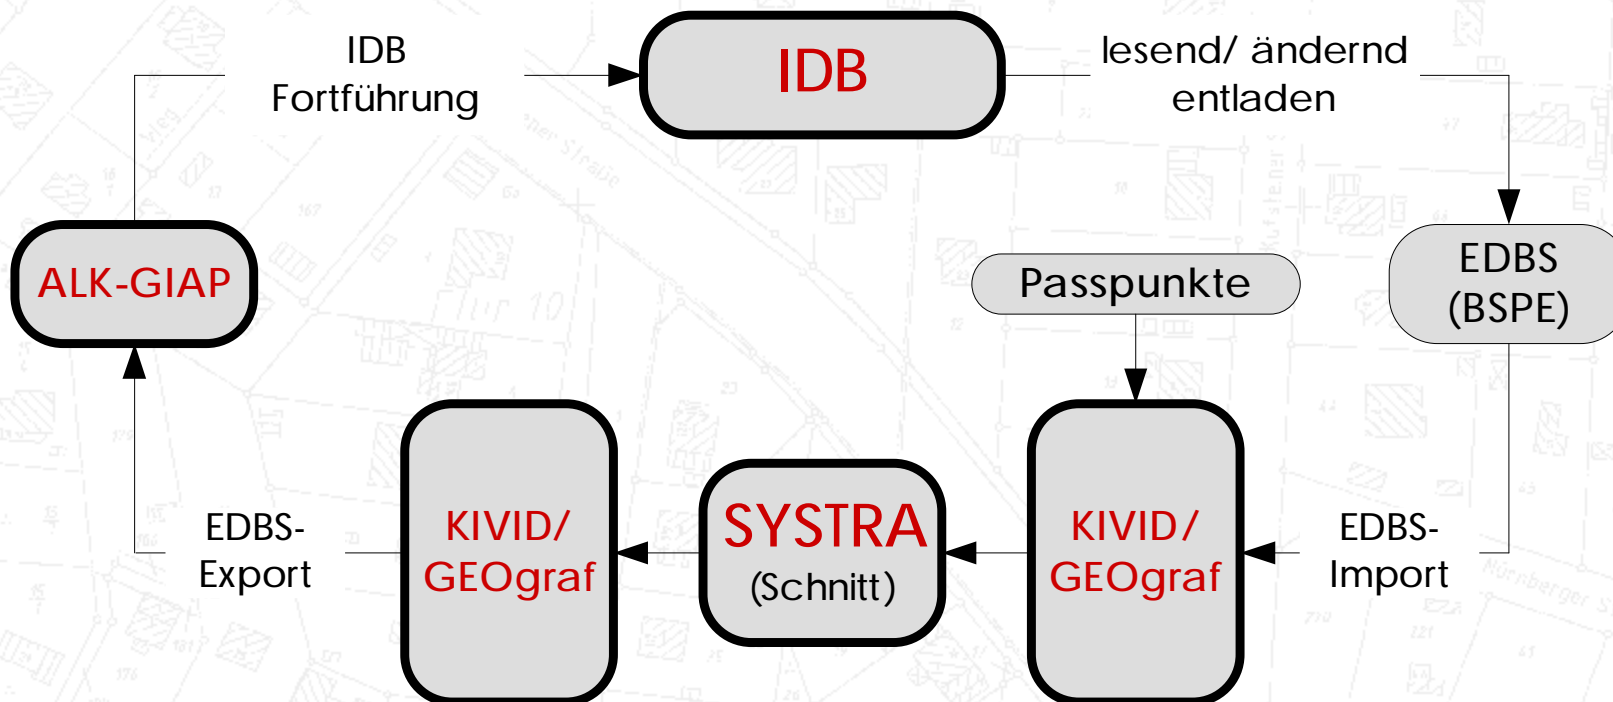 IDB
Fortführung
IDB
lesend/ ändernd
entladen
ALK-GIAP
Passpunkte
EDBS
(BSPE)
EDBS-
Export
KIVID/
GEOgraf
SYSTRA
(Schnitt)
KIVID/
GEOgraf
EDBS-
Import
Nürnberger S